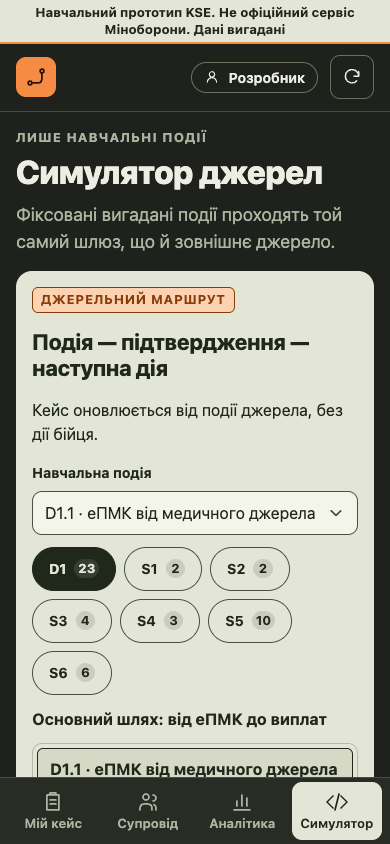 Навчальний прототип KSE. Не офіційний сервіс
Міноборони. Дані вигадані
Розробник
ЛИШЕ НАВЧАЛЬНІ ПОДІЇ
Симулятор джерел
Фіксовані вигадані події проходять той
самий шлюз, що й зовнішнє джерело.
ДЖЕРЕЛЬНИЙ МАРШРУТ
Подія — підтвердження —
наступна дія
Кейс оновлюється від події джерела, без
дії бійця.
Навчальна подія
D1.1 · еПМК від медичного джерела
D1 23
S1 2
S2 2
S3 4
S4 3
S5 10
S6 6
Основний шлях: від еПМК до виплат
D1.1 · еПМК від медичного джерела
Мій кейс
Супровід
Аналітика
Симулятор